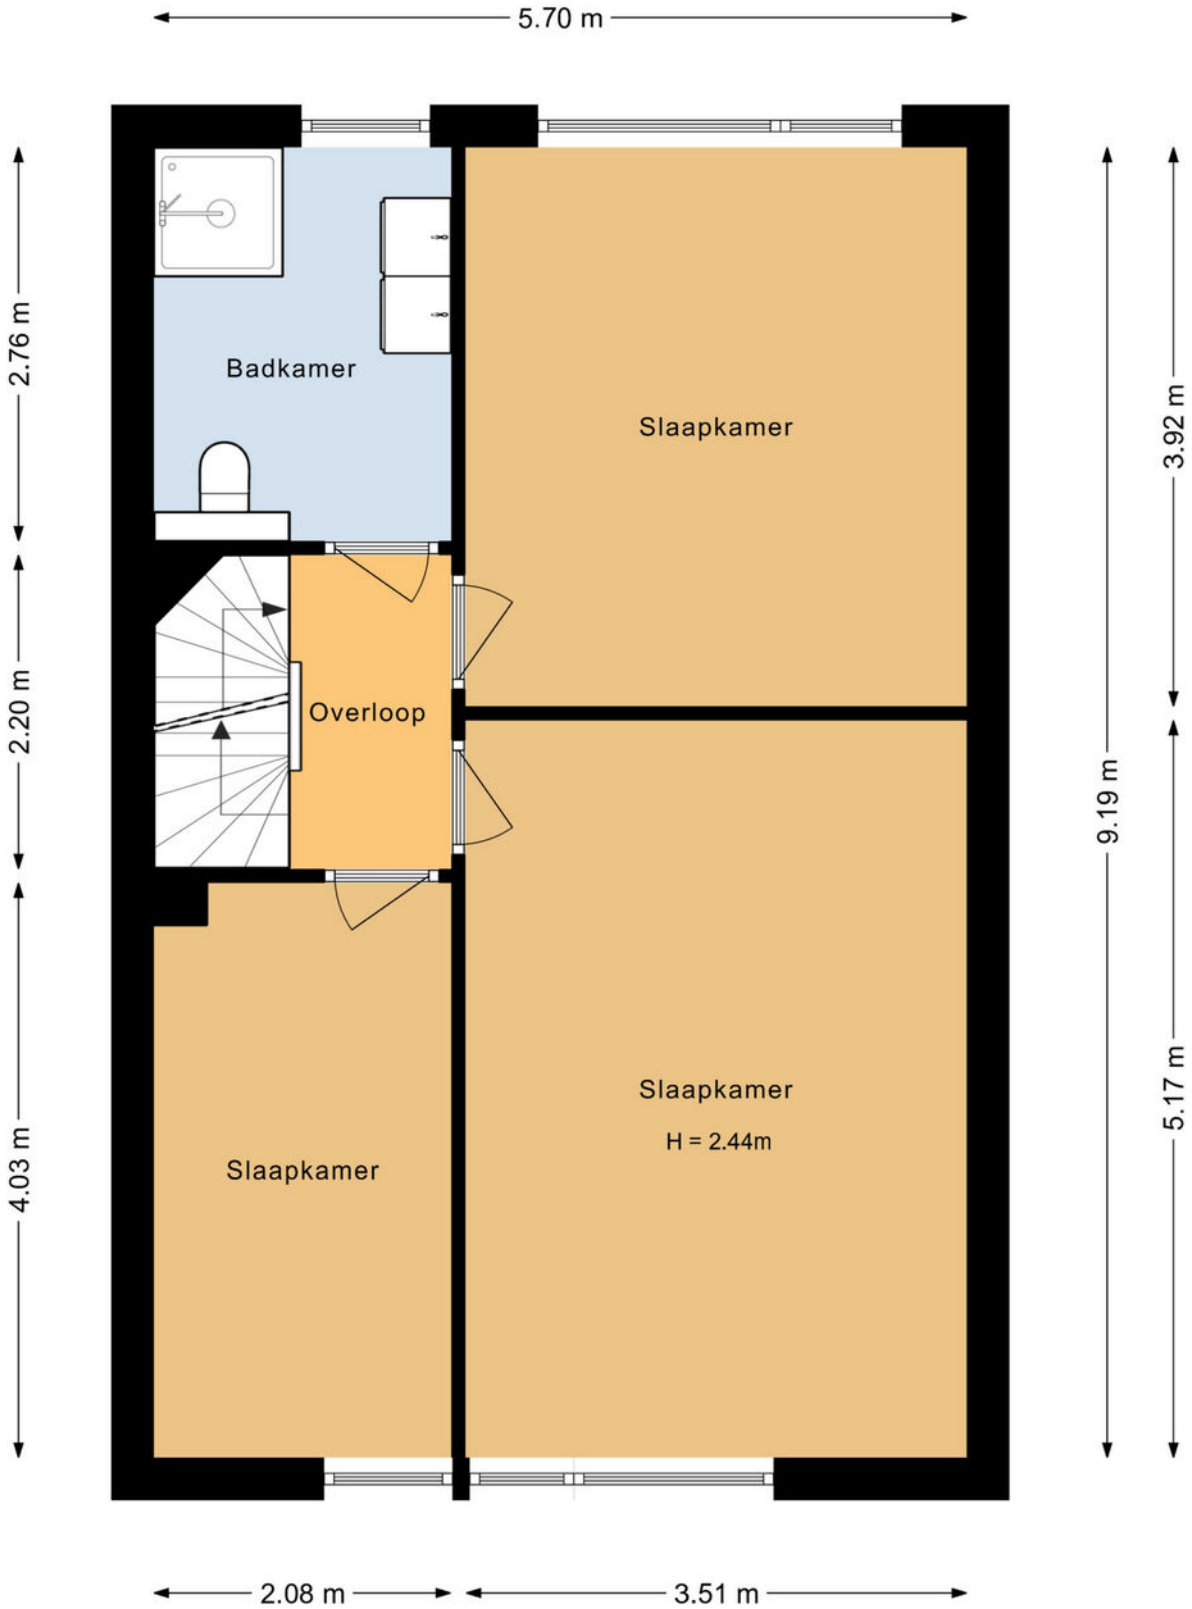 5.70 m
2.76 m
Badkamer
Slaapkamer
3.92 m
2.20 m
Overloop
9.19 m
4.03 m
Slaapkamer
Slaapkamer
H = 2.44m
5.17 m
2.08 m
3.51 m